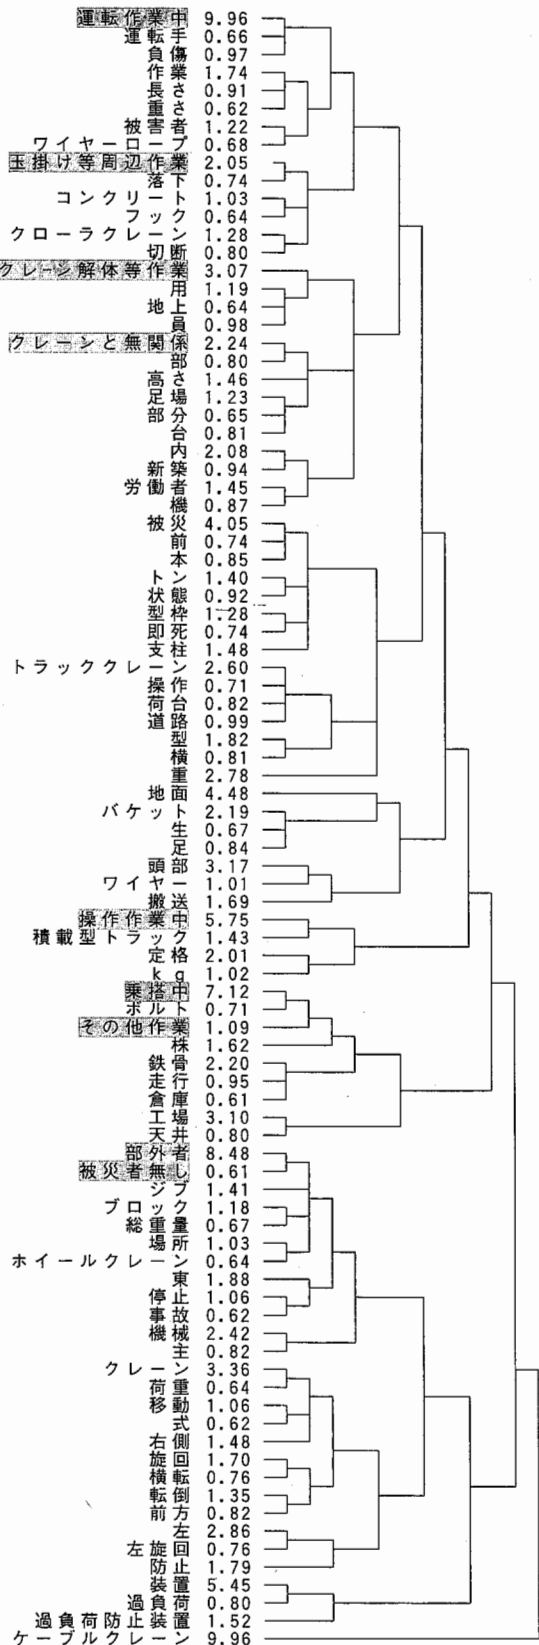 運転作業中 9.96
運転手 0.66
負傷 0.97
作業 1.74
長さ 0.91
重さ 0.62
被害者 1.22
ワイヤーロープ 0.68
玉掛け等周辺作業 2.05
落下 0.74
コンクリート 1.03
フック 0.64
クローラクレーン 1.28
切断 0.80
クレーン解体等作業 3.07
用 1.19
地上 0.64
員 0.98
クレーンと無関係 2.24
部 0.80
高さ 1.46
足場 1.23
部分 0.65
台 0.81
内 2.08
新築 0.94
労働者 1.45
機 0.87
被災 4.05
前 0.74
本 0.85
トン 1.40
状態 0.92
型枠 1.28
即死 0.74
支柱 1.48
トラッククレーン 2.60
操作 0.71
荷台 0.82
道路 0.99
型 1.82
横 0.81
重 2.78
地面 4.48
バケット 2.19
生 0.67
足 0.84
頭部 3.17
ワイヤー 1.01
搬送 1.69
操作作業中 5.75
積載型トラック 1.43
定格 2.01
kg 1.02
乗搭中 7.12
ボルト 0.71
その他作業 1.09
株 1.62
鉄骨 2.20
走行 0.95
倉庫 0.61
工場 3.10
天井 0.80
部外者 8.48
被災者無し 0.61
ジブ 1.41
ブロック 1.18
総重量 0.67
場所 1.03
ホイールクレーン 0.64
東 1.88
停止 1.06
事故 0.62
機械 2.42
主 0.82
クレーン 3.36
荷重 0.64
移動 1.06
式 0.62
右側 1.48
旋回 1.70
横転 0.76
転倒 1.35
前方 0.82
左 2.86
左旋回 0.76
防止 1.79
装置 5.45
過負荷 0.80
過負荷防止装置 1.52
ケーブルクレーン 9.96